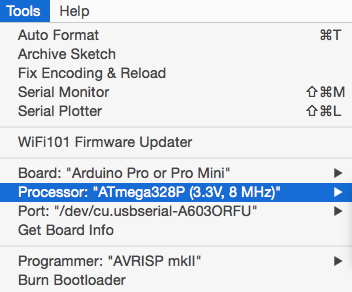 Tools Help
Auto Format ⌘T
Archive Sketch
Fix Encoding & Reload
Serial Monitor ⇧⌘M
Serial Plotter ⇧⌘L
WiFi101 Firmware Updater
Board: "Arduino Pro or Pro Mini" ▶
Processor: "ATmega328P (3.3V, 8 MHz)" ▶
Port: "/dev/cu.usbserial-A603ORFU" ▶
Get Board Info
Programmer: "AVRISP mkII" ▶
Burn Bootloader